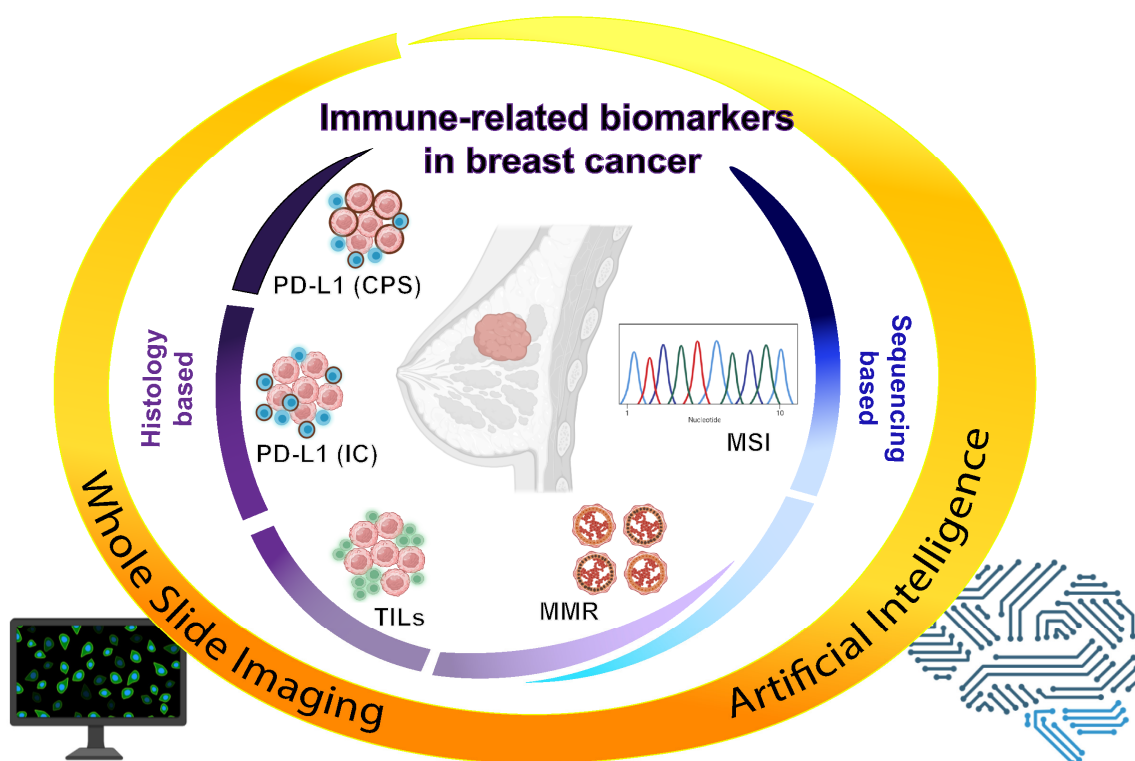 Immune-related biomarkers
in breast cancer
PD-L1 (CPS)
Histology
based
PD-L1 (IC)
TILs
MMR
1
10
Nucleotide
MSI
Sequencing
based
Whole Slide Imaging
Artificial Intelligence